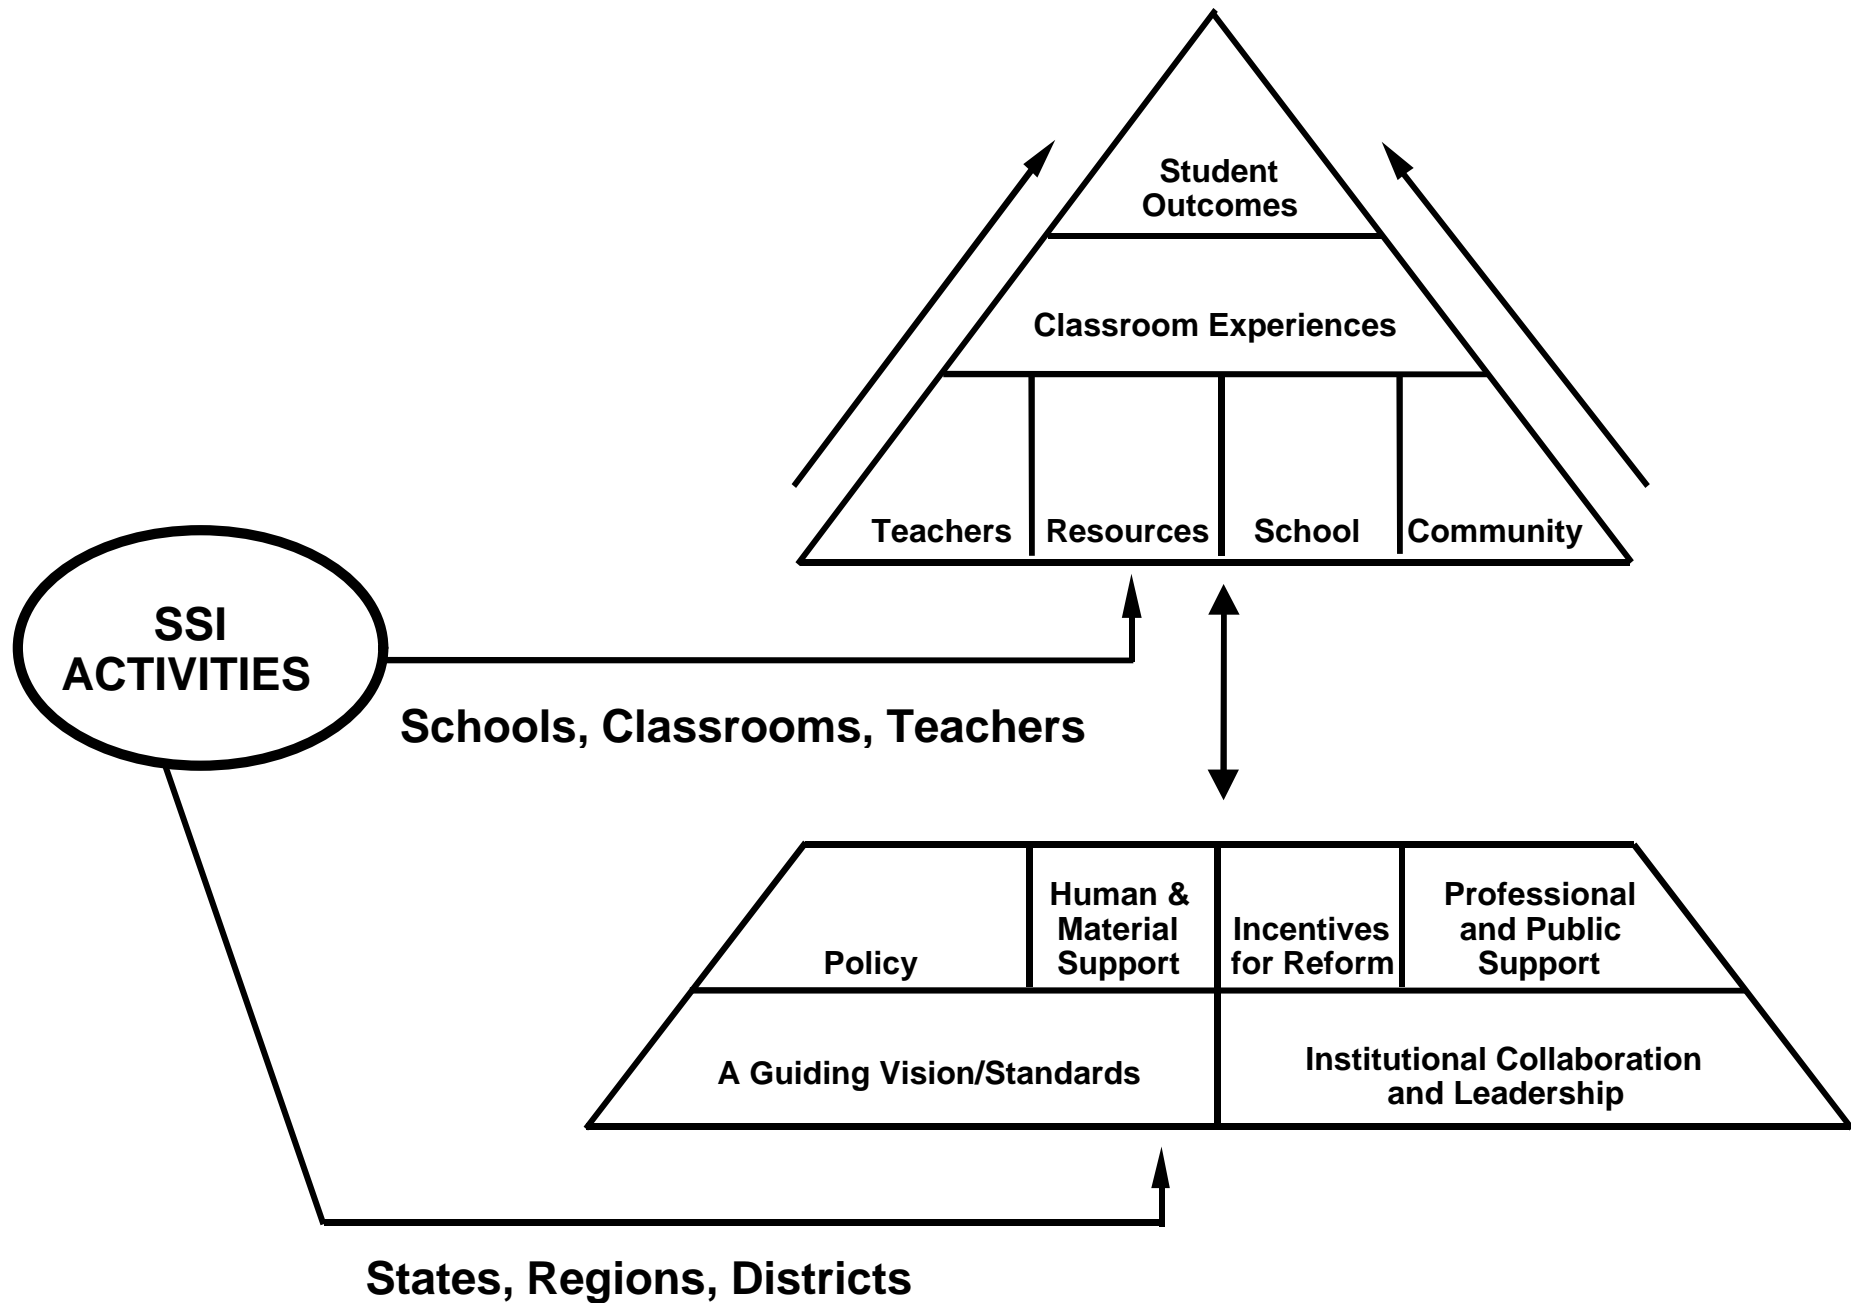 Student
Outcomes
Classroom Experiences
Teachers
Resources
School
Community
SSI
ACTIVITIES
Schools, Classrooms, Teachers
Policy
Human &
Material
Support
Incentives
for Reform
Professional
and Public
Support
A Guiding Vision/Standards
Institutional Collaboration
and Leadership
States, Regions, Districts